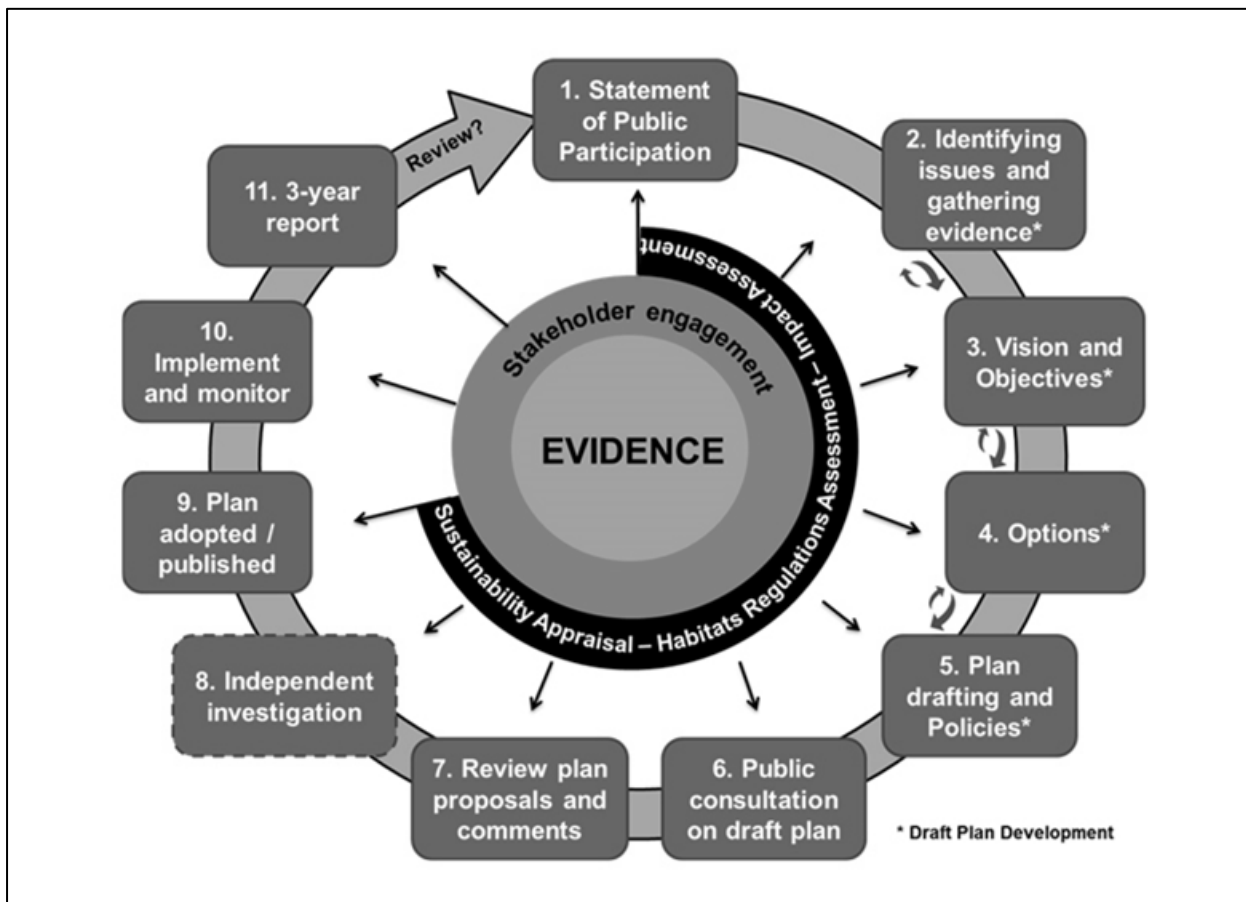 1. Statement
of Public
Participation
2. Identifying
issues and
gathering
evidence*
3. Vision and
Objectives*
4. Options*
5. Plan
drafting and
Policies*
6. Public
consultation
on draft plan
7. Review plan
proposals and
comments
8. Independent
investigation
9. Plan
adopted /
published
10.
Implement
and monitor
11. 3-year
report
Review?
Stakeholder engagement
EVIDENCE
Sustainability Appraisal – Habitats Regulations Assessment – Impact Assessment
* Draft Plan Development